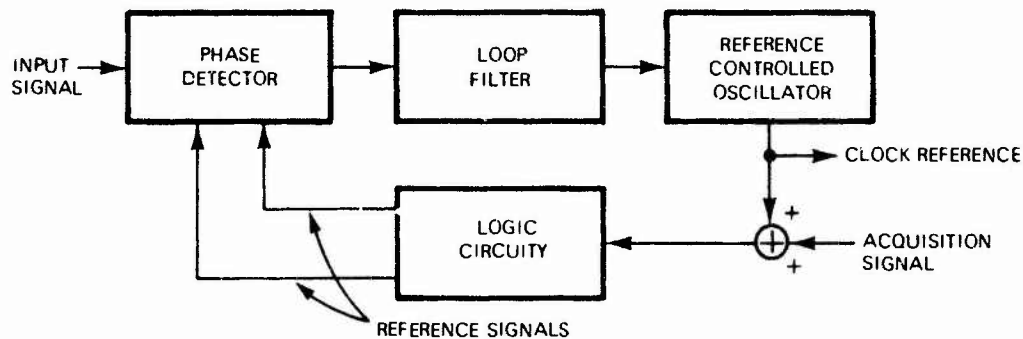 INPUT
SIGNAL
PHASE
DETECTOR
LOOP
FILTER
REFERENCE
CONTROLLED
OSCILLATOR
CLOCK REFERENCE
LOGIC
CIRCUITY
+
+
ACQUISITION
SIGNAL
REFERENCE SIGNALS